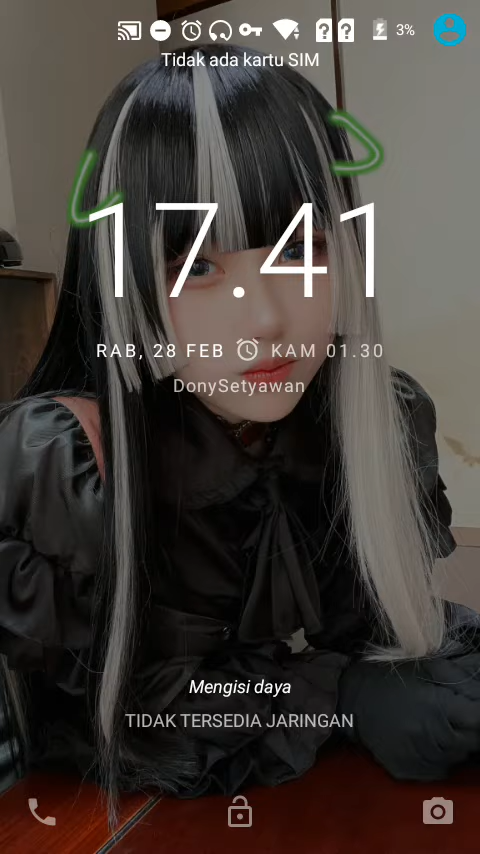 3%
Tidak ada kartu SIM
17.41
RAB, 28 FEB KAM 01.30
DonySetyawan
Mengisi daya
TIDAK TERSEDIA JARINGAN